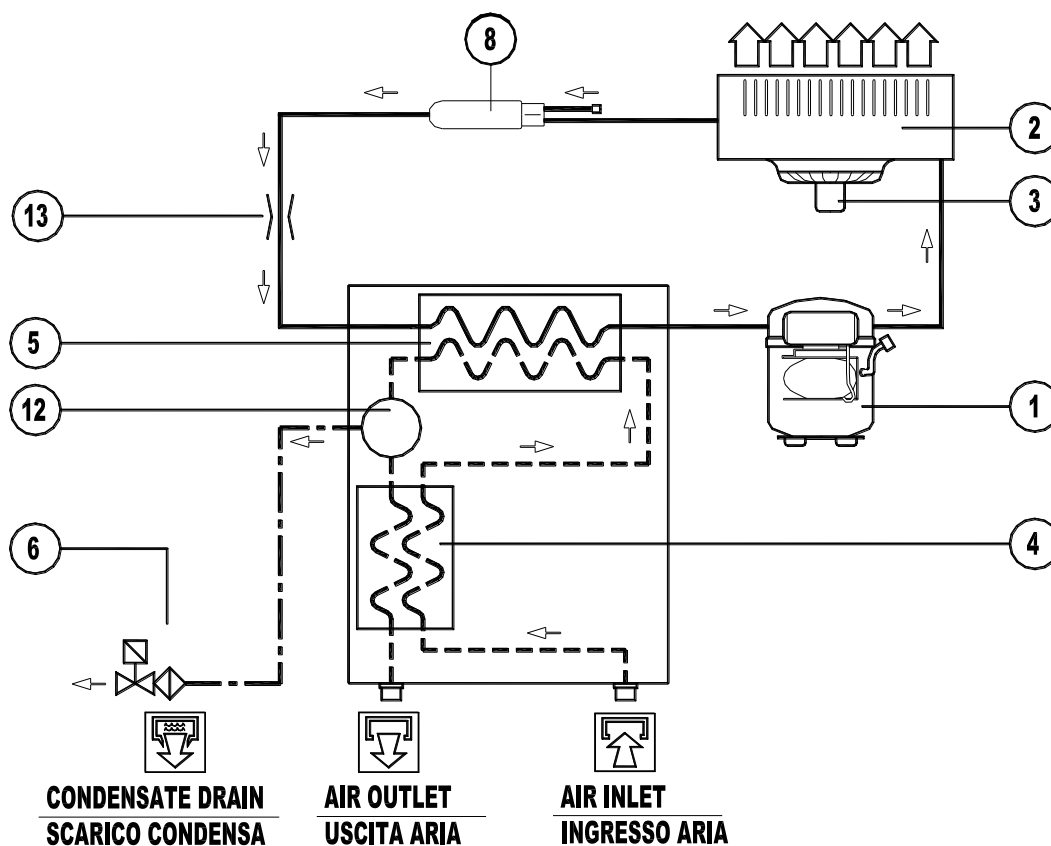 8
2
3
13
5
12
1
6
4
CONDENSATE DRAIN
SCARICO CONDENSA
AIR OUTLET
USCITA ARIA
AIR INLET
INGRESSO ARIA